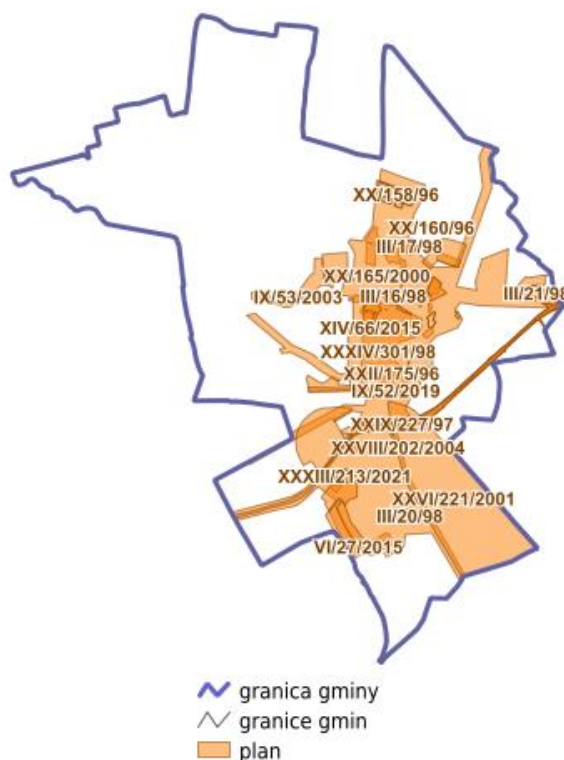 XX/158/96
XX/160/96
III/17/98
XX/165/2000
IX/53/2003
III/16/98
III/21/98
XIV/66/2015
XXXIV/301/98
XXII/175/96
IX/52/2019
XXIX/227/97
XXVIII/202/2004
XXXIII/213/2021
XXVI/221/2001
III/20/98
VI/27/2015
granica gminy
granice gmin
plan